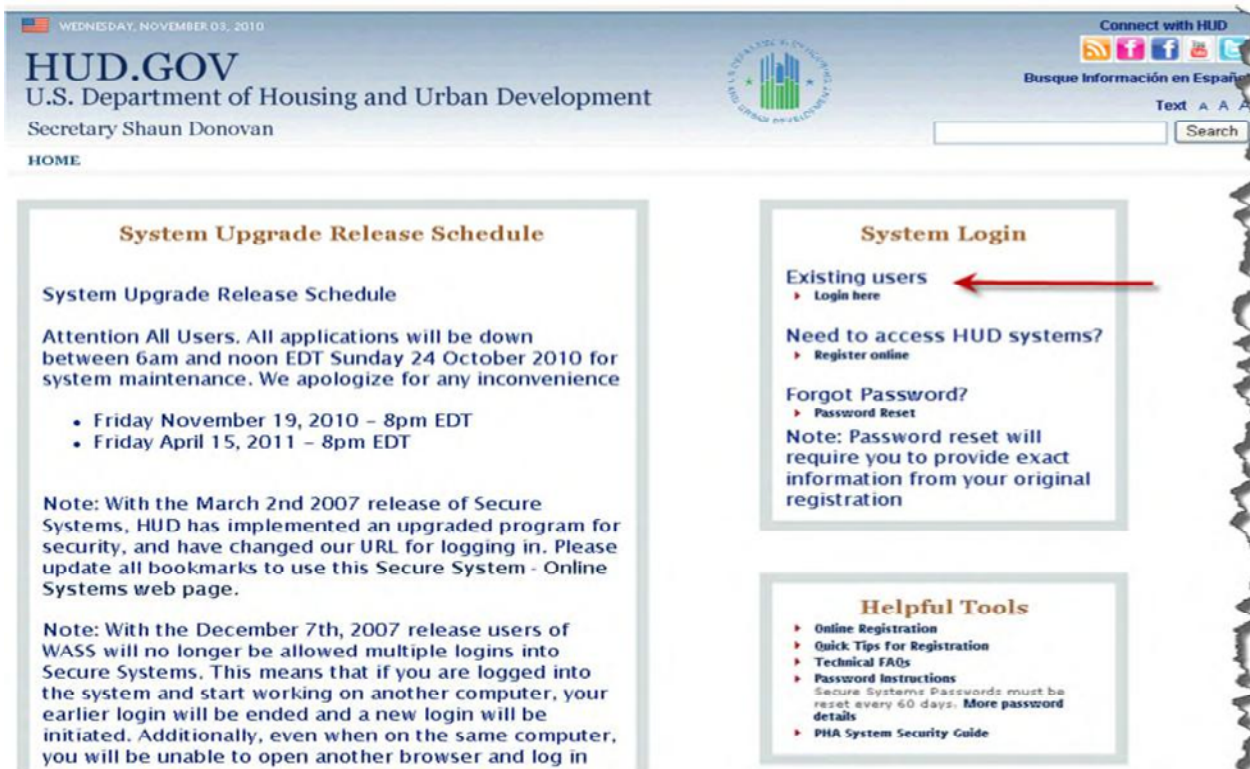 WEDNESDAY, NOVEMBER 03, 2010
HUD.GOV
U.S. Department of Housing and Urban Development
Secretary Shaun Donovan
Connect with HUD
Busque Información en Españo
Text A A A
Search
HOME
System Upgrade Release Schedule
System Upgrade Release Schedule
Attention All Users. All applications will be down
between 6am and noon EDT Sunday 24 October 2010 for
system maintenance. We apologize for any inconvenience
• Friday November 19, 2010 – 8pm EDT
• Friday April 15, 2011 – 8pm EDT
Note: With the March 2nd 2007 release of Secure
Systems, HUD has implemented an upgraded program for
security, and have changed our URL for logging in. Please
update all bookmarks to use this Secure System - Online
Systems web page.
Note: With the December 7th, 2007 release users of
WASS will no longer be allowed multiple logins into
Secure Systems. This means that if you are logged into
the system and start working on another computer, your
earlier login will be ended and a new login will be
initiated. Additionally, even when on the same computer,
you will be unable to open another browser and log in
System Login
Existing users
Login here
Need to access HUD systems?
Register online
Forgot Password?
Password Reset
Note: Password reset will
require you to provide exact
information from your original
registration
Helpful Tools
Online Registration
Quick Tips for Registration
Technical FAQs
Password Instructions
Secure Systems Passwords must be
reset every 60 days. More password
details
PHA System Security Guide